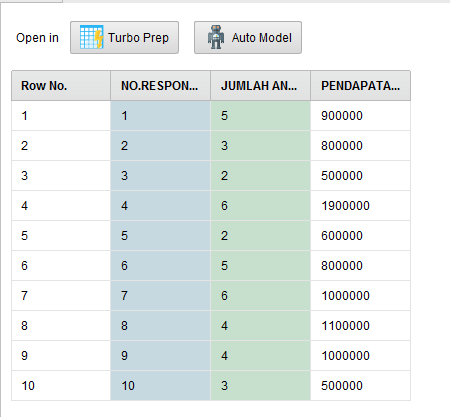 Open in Turbo Prep Auto Model
Row No. NO.RESPON... JUMLAH AN... PENDAPATA...
1 1 5 900000
2 2 3 800000
3 3 2 500000
4 4 6 1900000
5 5 2 600000
6 6 5 800000
7 7 6 1000000
8 8 4 1100000
9 9 4 1000000
10 10 3 500000